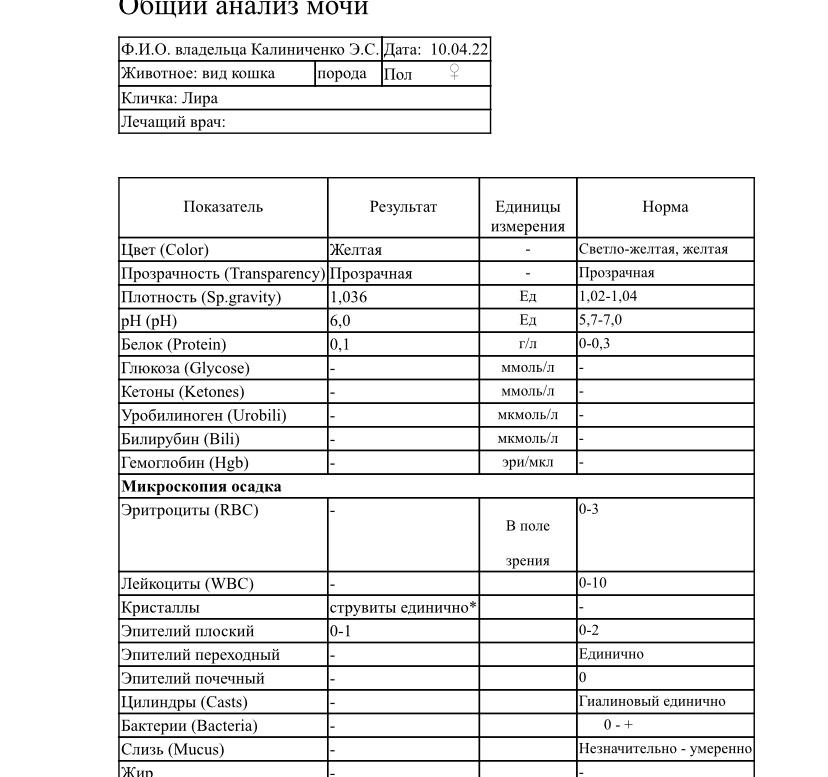 Общий анализ мочи
Ф.И.О. владельца Калиниченко Э.С. Дата: 10.04.22
Животное: вид кошка порода Пол ♀
Кличка: Лира
Лечащий врач:
Показатель Результат Единицы измерения Норма
Цвет (Color) Желтая - Светло-желтая, желтая
Прозрачность (Transparency) Прозрачная - Прозрачная
Плотность (Sp.gravity) 1,036 Ед 1,02-1,04
pH (pH) 6,0 Ед 5,7-7,0
Белок (Protein) 0,1 г/л 0-0,3
Глюкоза (Glycose) - ммоль/л -
Кетоны (Ketones) - ммоль/л -
Уробилиноген (Urobili) - мкмоль/л -
Билирубин (Bili) - мкмоль/л -
Гемоглобин (Hgb) - эри/мкл -
Микроскопия осадка
Эритроциты (RBC) - В поле зрения 0-3
Лейкоциты (WBC) - 0-10
Кристаллы струвиты единично* -
Эпителий плоский 0-1 0-2
Эпителий переходный - Единично
Эпителий почечный - 0
Цилиндры (Casts) - Гиалиновый единично
Бактерии (Bacteria) - 0 - +
Слизь (Mucus) - Незначительно - умеренно
Жир - -